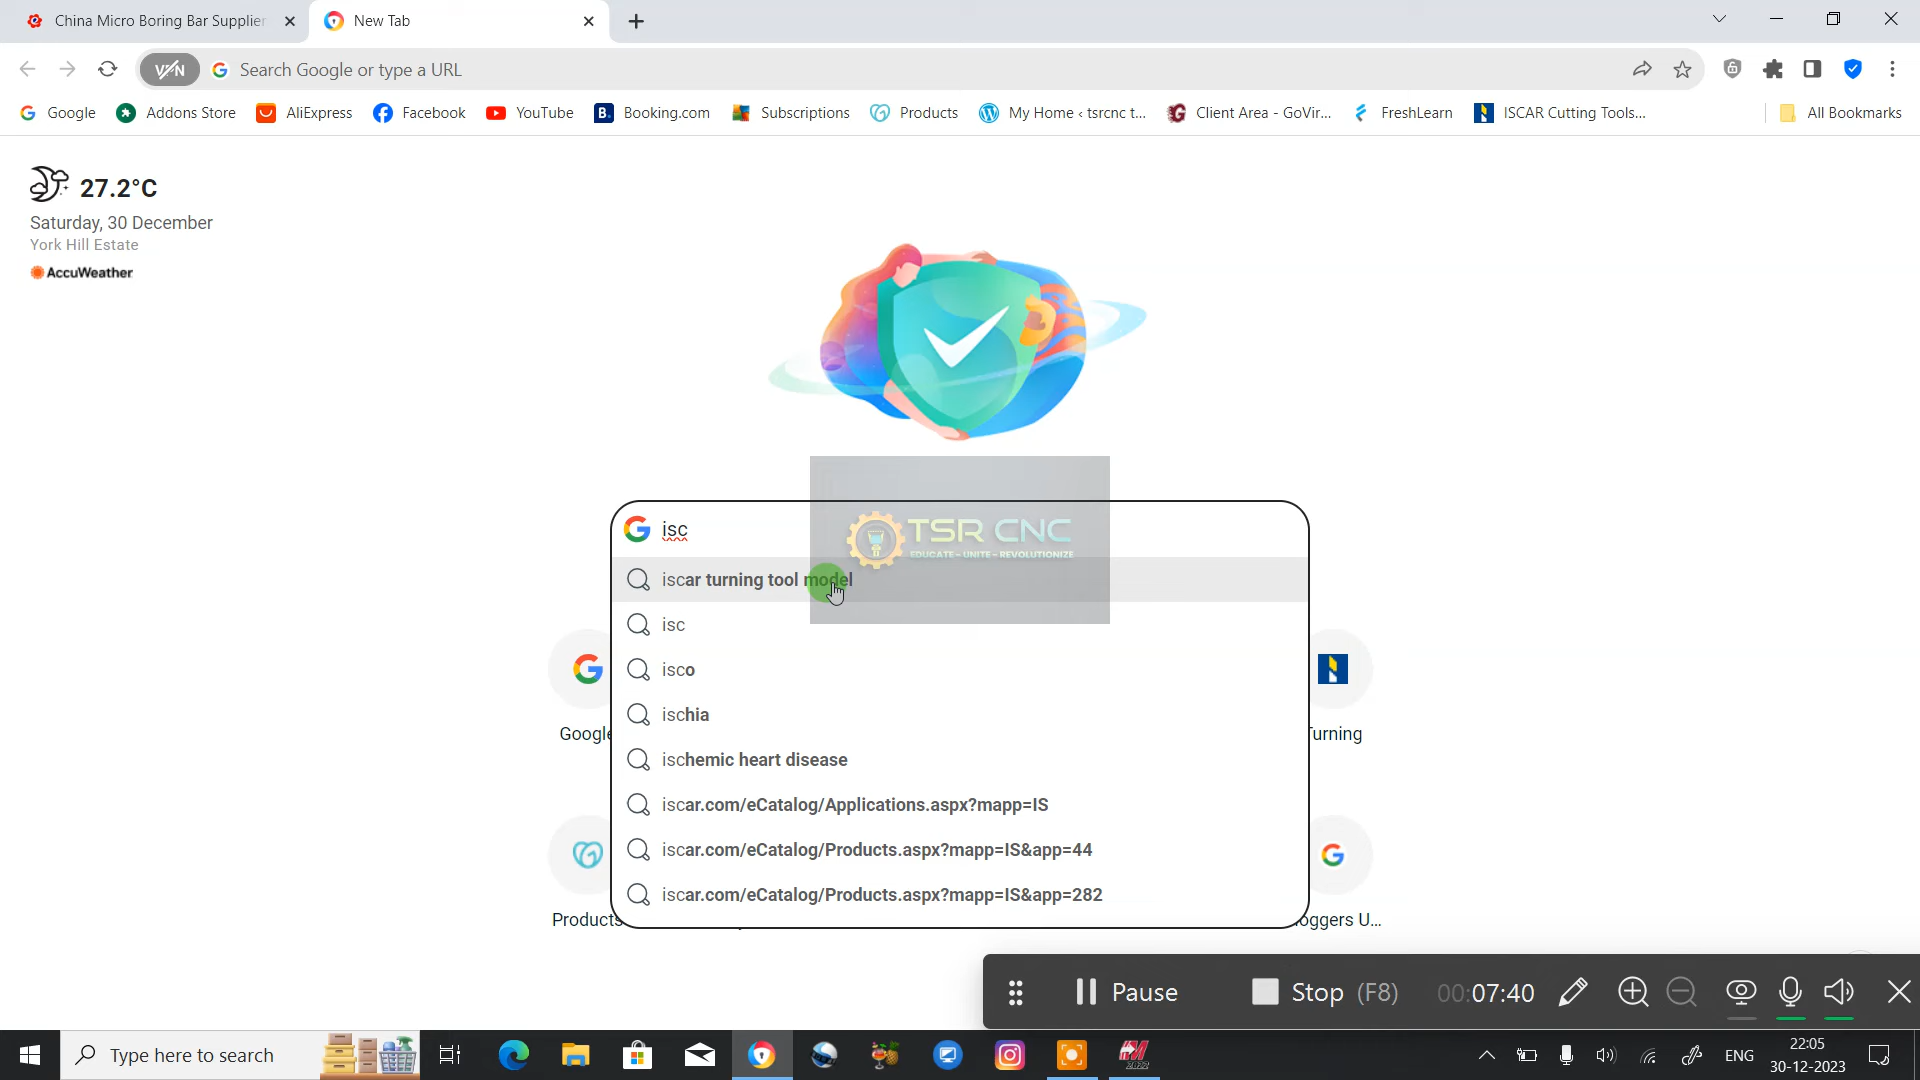 China Micro Boring Bar Supplier
New Tab
VPN
Search Google or type a URL
Google
Addons Store
AliExpress
Facebook
YouTube
Booking.com
Subscriptions
Products
My Home ‹ tsrcnc t...
Client Area - GoVir...
FreshLearn
ISCAR Cutting Tools...
All Bookmarks
27.2°C
Saturday, 30 December
York Hill Estate
AccuWeather
isc
TSR CNC
EDUCATE - UNITE - REVOLUTIONIZE
iscar turning tool model
isc
isco
ischia
ischemic heart disease
iscar.com/eCatalog/Applications.aspx?mapp=IS
iscar.com/eCatalog/Products.aspx?mapp=IS&app=44
iscar.com/eCatalog/Products.aspx?mapp=IS&app=282
Google
Turning
Products
oggers U...
Pause
Stop (F8)
00:07:40
Type here to search
2022
ENG
22:05
30-12-2023